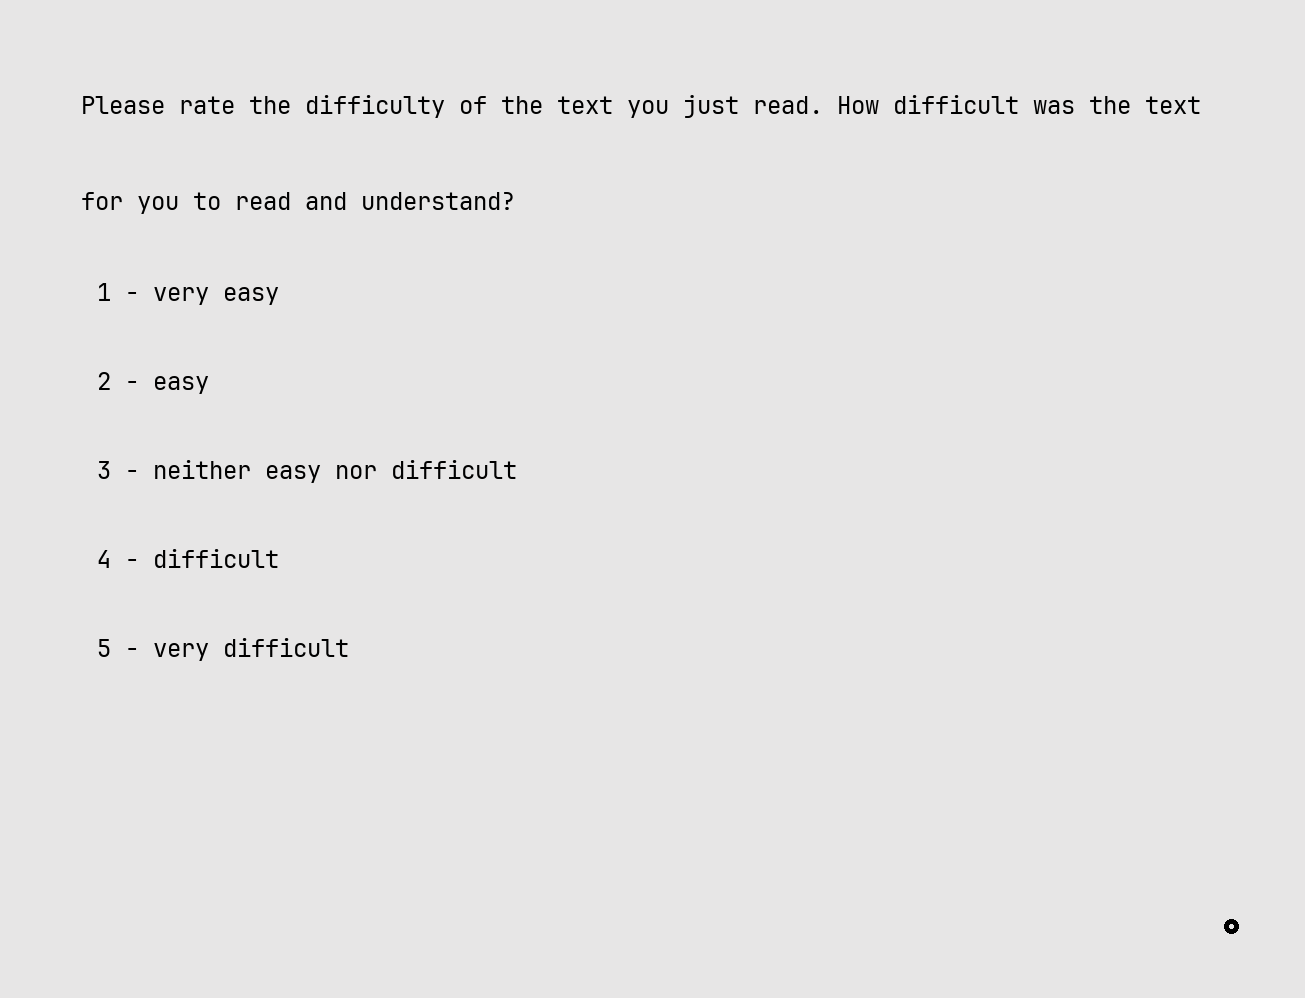 Please rate the difficulty of the text you just read. How difficult was the text
for you to read and understand?
1 - very easy
2 - easy
3 - neither easy nor difficult
4 - difficult
5 - very difficult